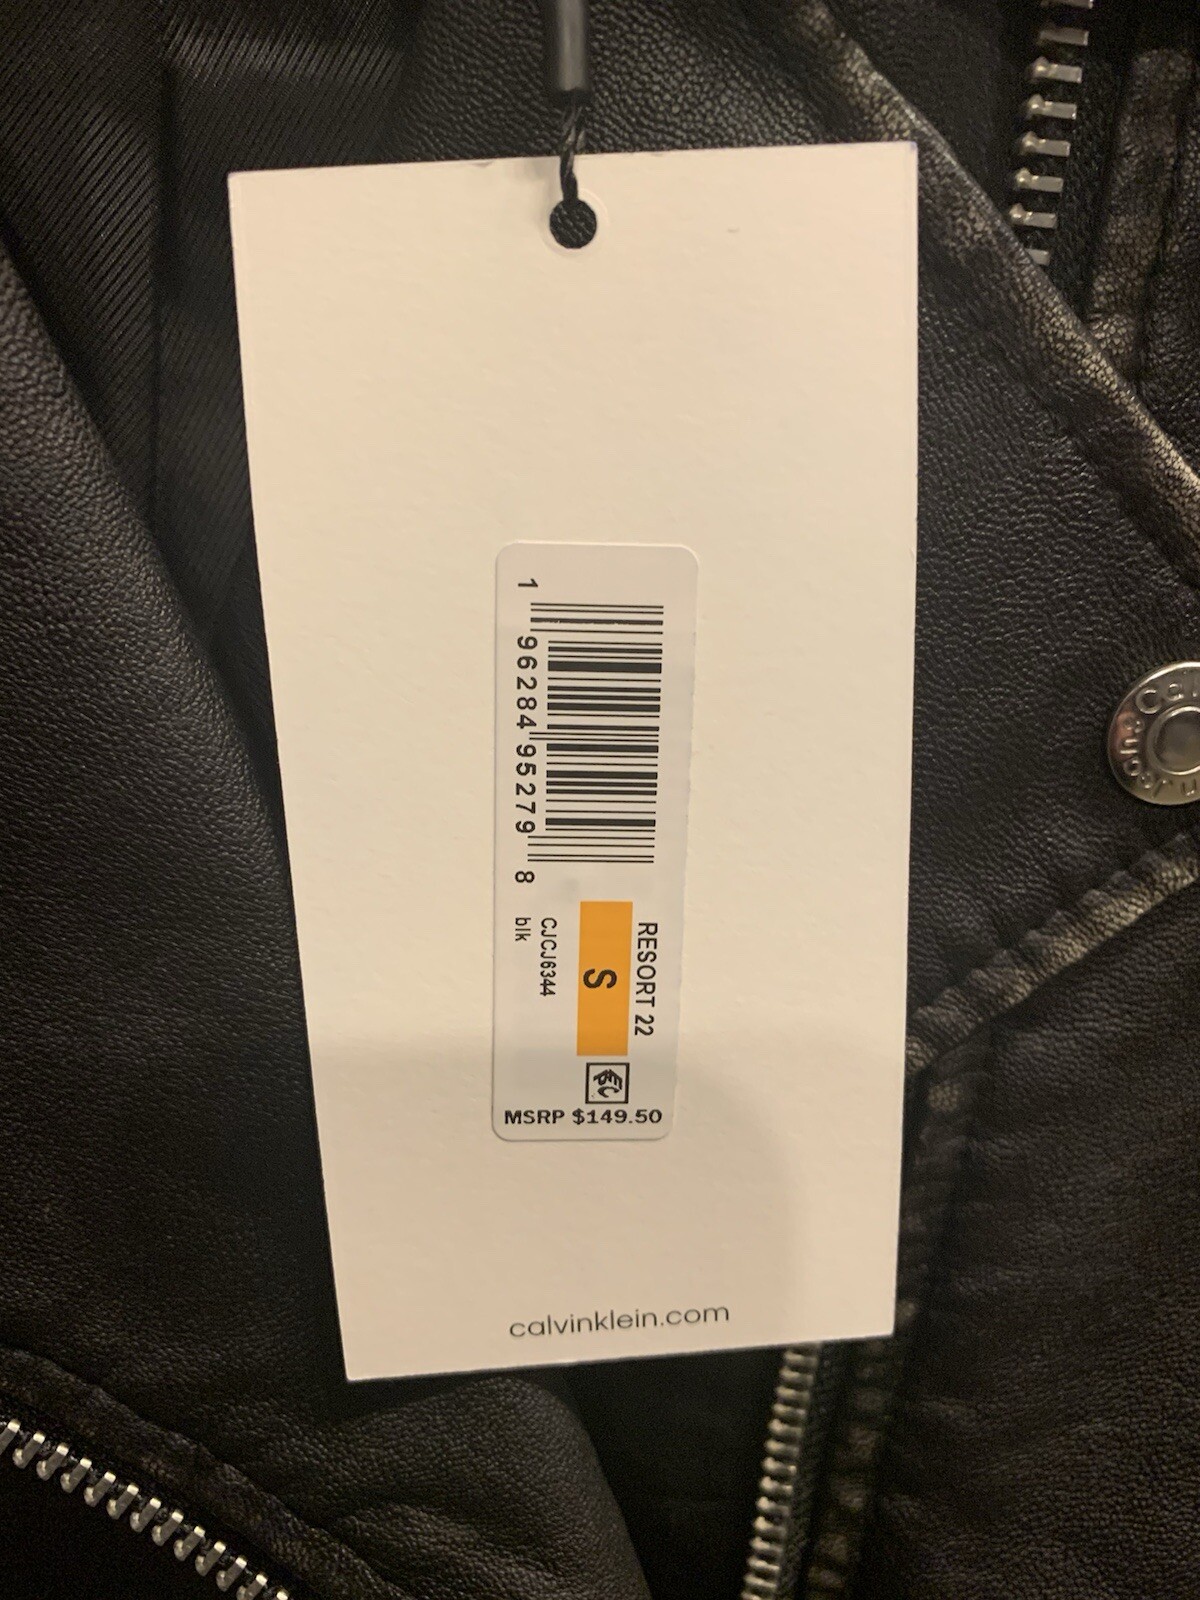 1 96284 95279 8
RESORT 22
S
CJCJ6344
blk
MSRP $149.50
calvinklein.com